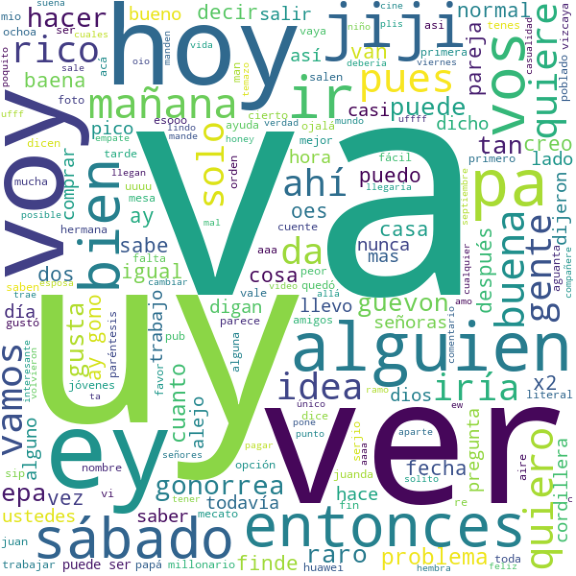 va
uy
ver
hoy
voy
ey
alguien
entonces
sábado
jiji
ir
pa
vos
bien
mañana
rico
pues
quiere
buena
gente
iría
idea
quiero
vamos
ahí
da
solo
hacer
normal
salir
decir
bueno
pareja
puede
tan
creo
dicho
casi
van
así
baena
pico
comprar
sabe
dos
igual
día
gusta
ay gono
trabajo
cuanto
alejo
gonorrea
todavía
epa
vez
ustedes
saber
alguno
raro
problema
finde
fecha
x2
dios
pregunta
cordillera
señoras
guevon
llevo
digan
cosa
casa
mas
nunca
puedo
oes
hora
ay
después
dijeron
lado
hace
puede ser
papá
millonario
huawei
hembra
feliz
toda
trabajar
juan
sip
nombre
vi
mecato
tener
señores
opción
favor
pub
parece
alguna
vale
amigos
video
quedó
allá
peor
falta
cambiar
aaa
cuente
mal
llegaria
fácil
mejor
ojalá
mundo
uffff
verdad
cierto
ayuda
honey
orden
mesa
uuuu
tarde
empate
lindo
mande
espooo
temazo
man
vaya
niño
cine
plis
debería
viernes
salen
asi
primera
tenes
casualidad
poblado
vizcaya
mio
suena
ochoa
ser
cuales
poquito
sale
acá
vida
oio
manden
foto
ufff
dicen
mucha
llegan
posible
hermana
saben
esposa
trae
gustó
volvieron
interesante
paréntesis
jóvenes
ta
único
dice
pone
punto
pagar
fin
juanda
serjio
aaaa
solito
aparte
ramo
ew
re
aire
literal
comentario
amo
cualquier
aguanta
compañere
septiembre
primero